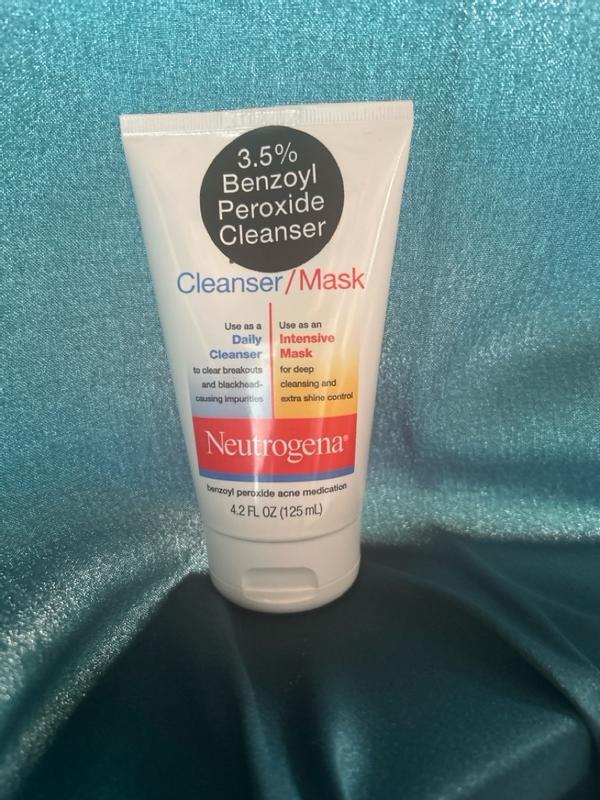 3.5%
Benzoyl
Peroxide
Cleanser
Cleanser/Mask
Use as a
Daily
Cleanser
to clear breakouts
and blackhead-
causing impurities
Use as an
Intensive
Mask
for deep
cleansing and
extra shine control
Neutrogena®
benzoyl peroxide acne medication
4.2 FL OZ (125 mL)